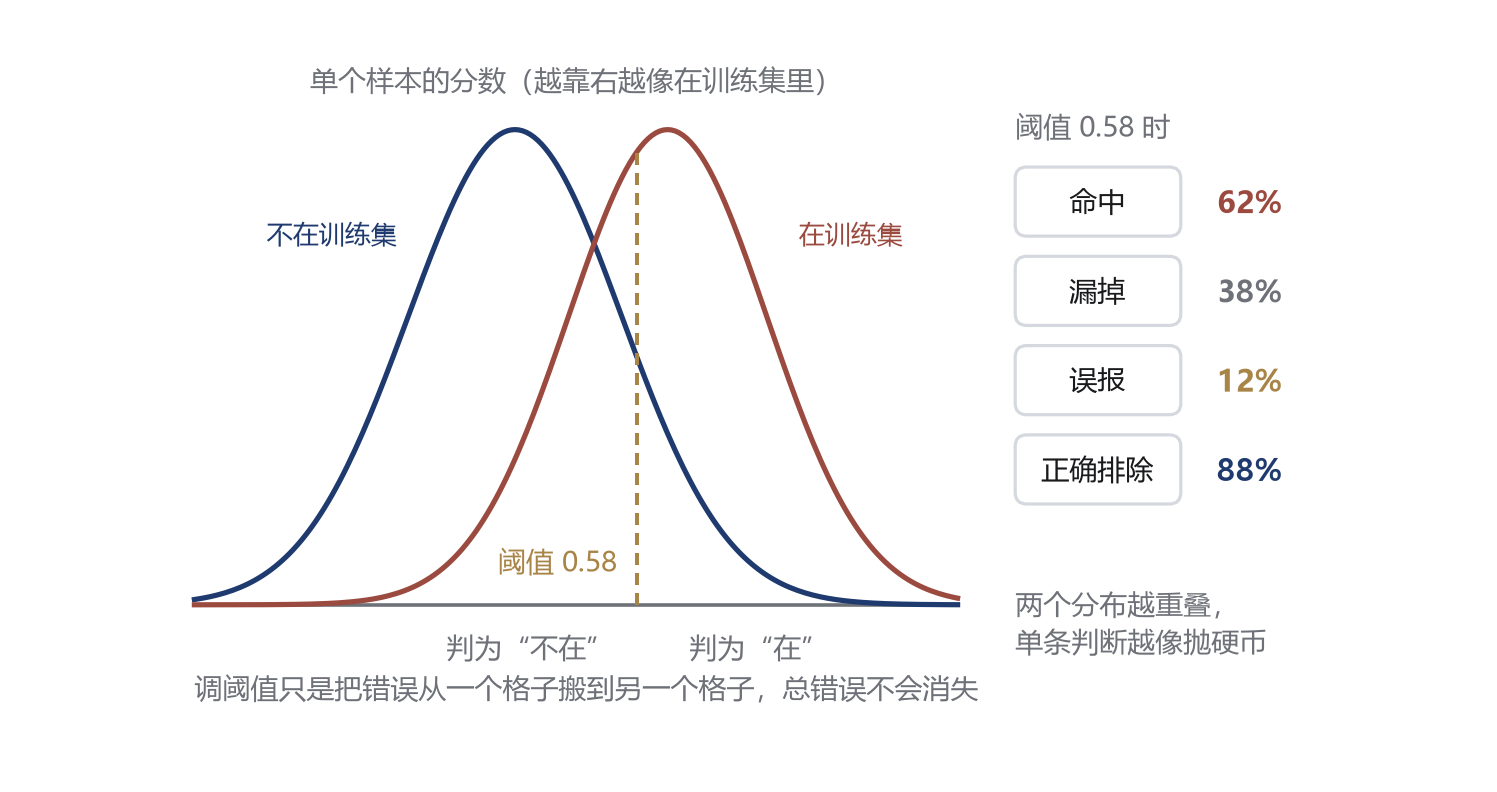 单个样本的分数（越靠右越像在训练集里）
不在训练集
在训练集
阈值 0.58
判为“不在”
判为“在”
调阈值只是把错误从一个格子搬到另一个格子，总错误不会消失
阈值 0.58 时
命中
62%
漏掉
38%
误报
12%
正确排除
88%
两个分布越重叠，
单条判断越像抛硬币